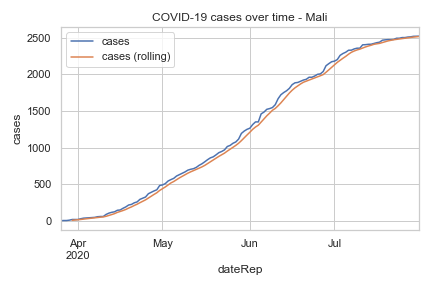 COVID-19 cases over time - Mali
cases
cases (rolling)
2500
2000
1500
1000
500
0
cases
Apr
2020
May
Jun
Jul
dateRep